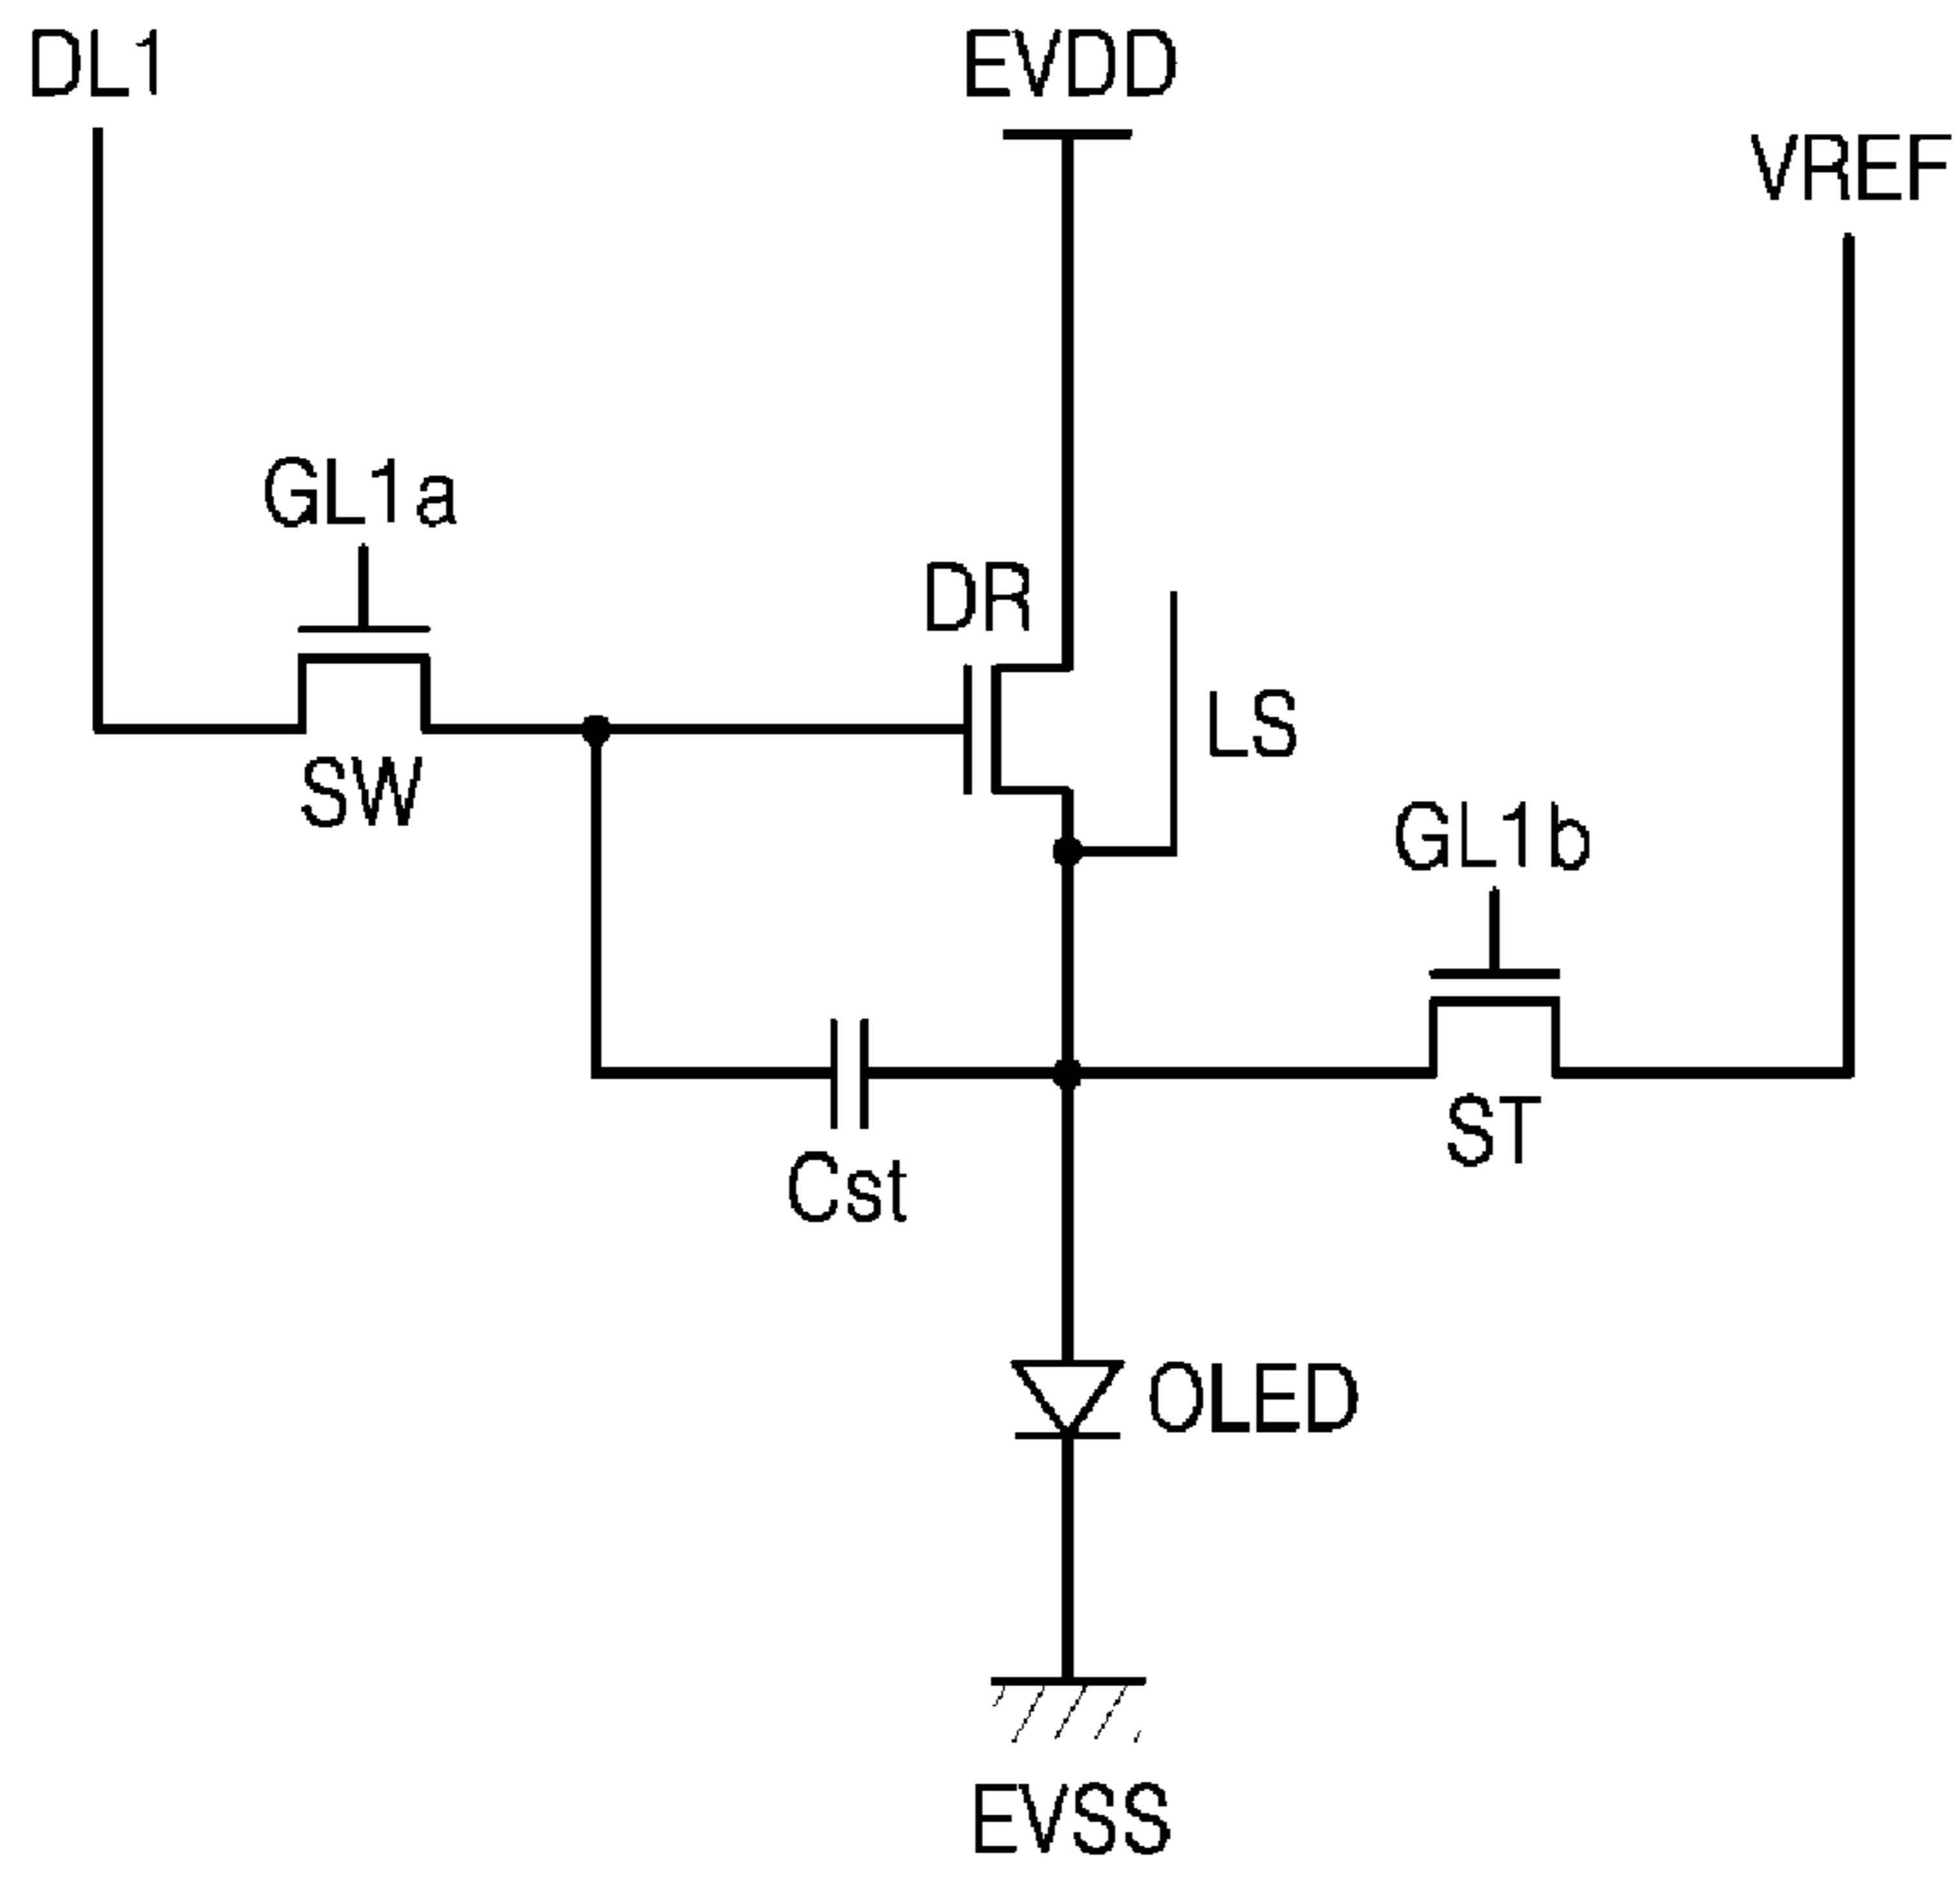 DL1
EVDD
VREF
GL1a
DR
LS
SW
GL1b
ST
Cst
OLED
EVSS